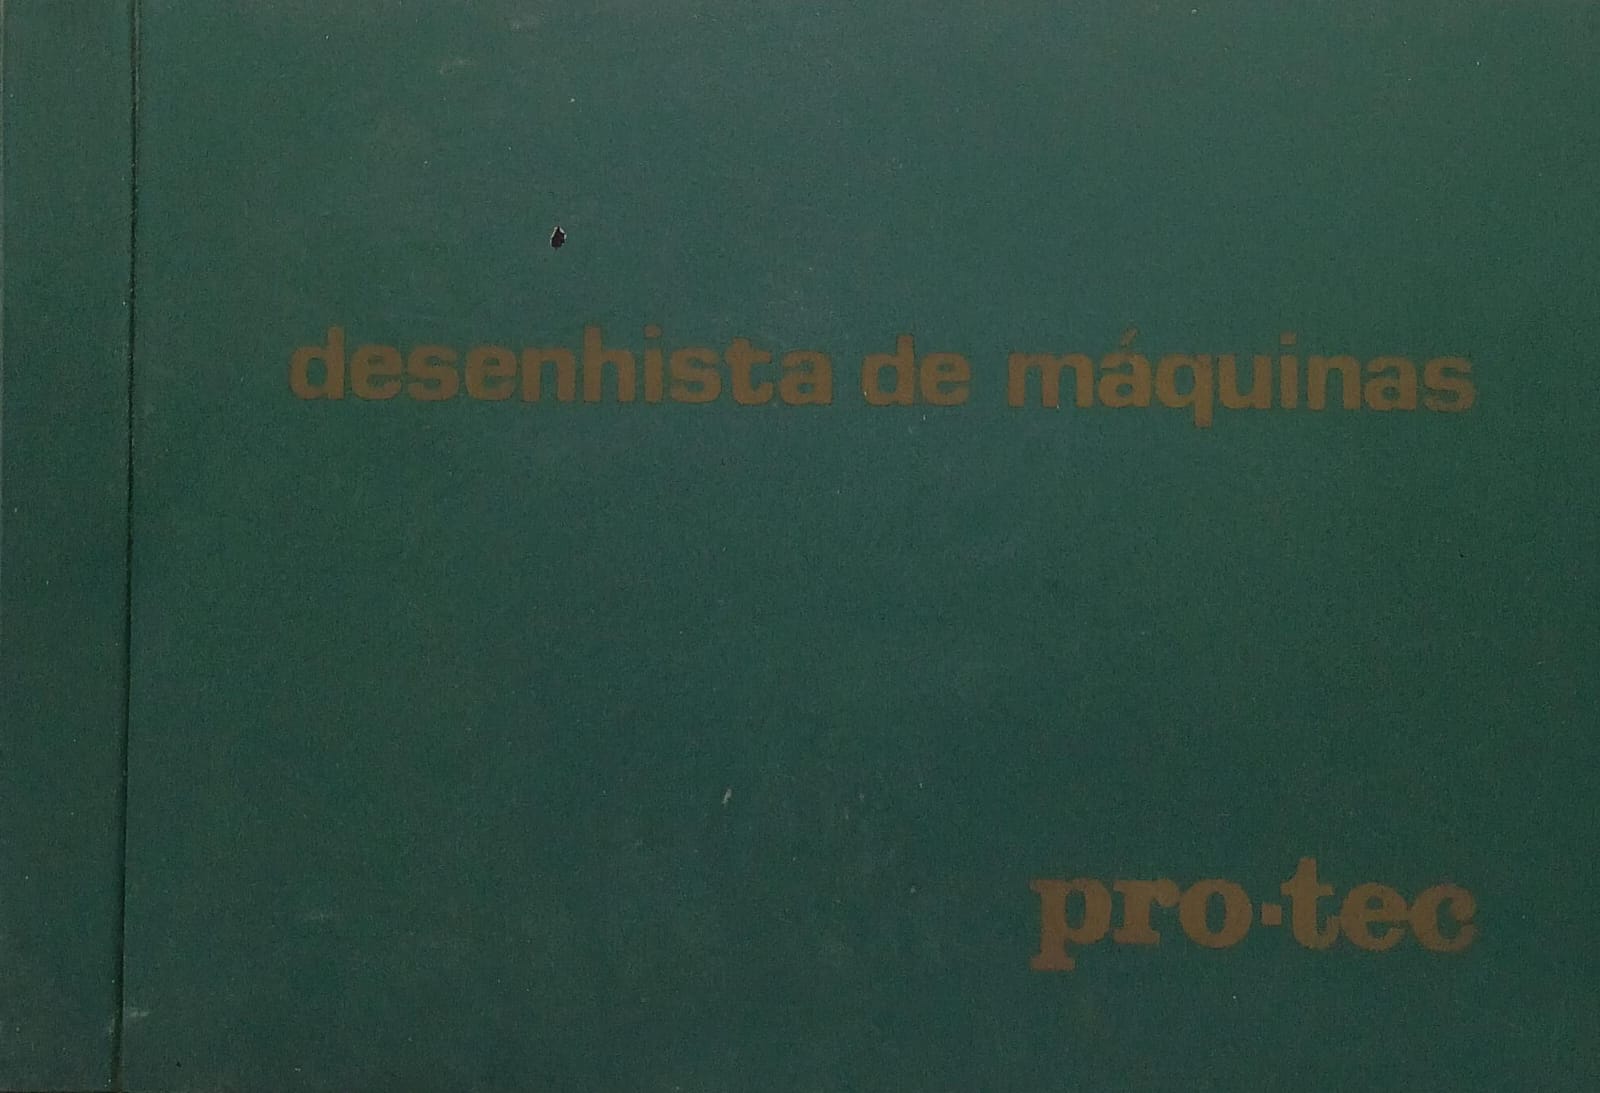 desenhista de máquinas
pro-tec